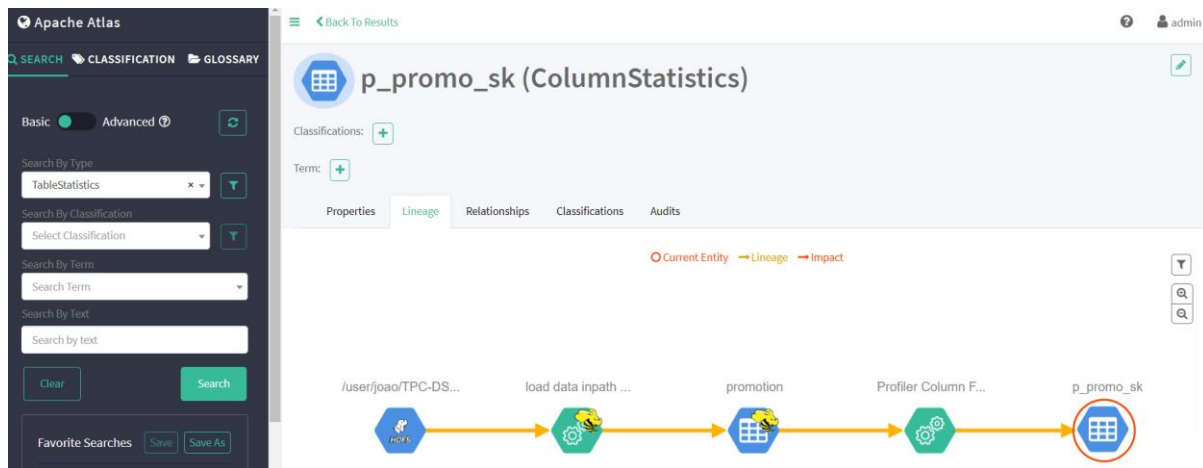 Apache Atlas
SEARCH CLASSIFICATION GLOSSARY
Basic Advanced
Search By Type
TableStatistics
Search By Classification
Select Classification
Search By Term
Search Term
Search By Text
Search by text
Clear Search
Favorite Searches Save Save As
Back To Results
admin
p_promo_sk (ColumnStatistics)
Classifications:
Term:
Properties Lineage Relationships Classifications Audits
Current Entity Lineage Impact
/user/joao/TPC-DS... load data inpath ... promotion Profiler Column F... p_promo_sk
HDFS